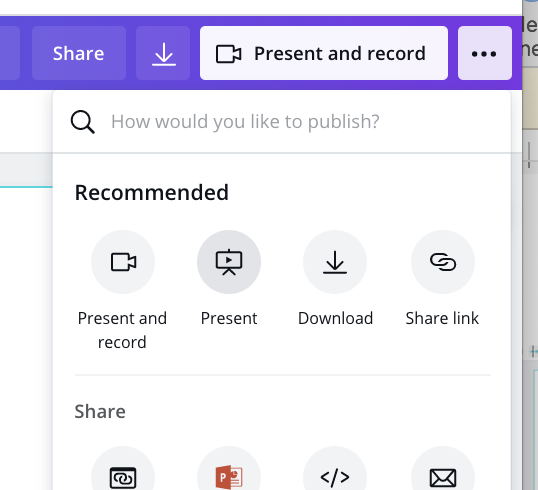 Share
Present and record
How would you like to publish?
Recommended
Present and record
Present
Download
Share link
Share
P